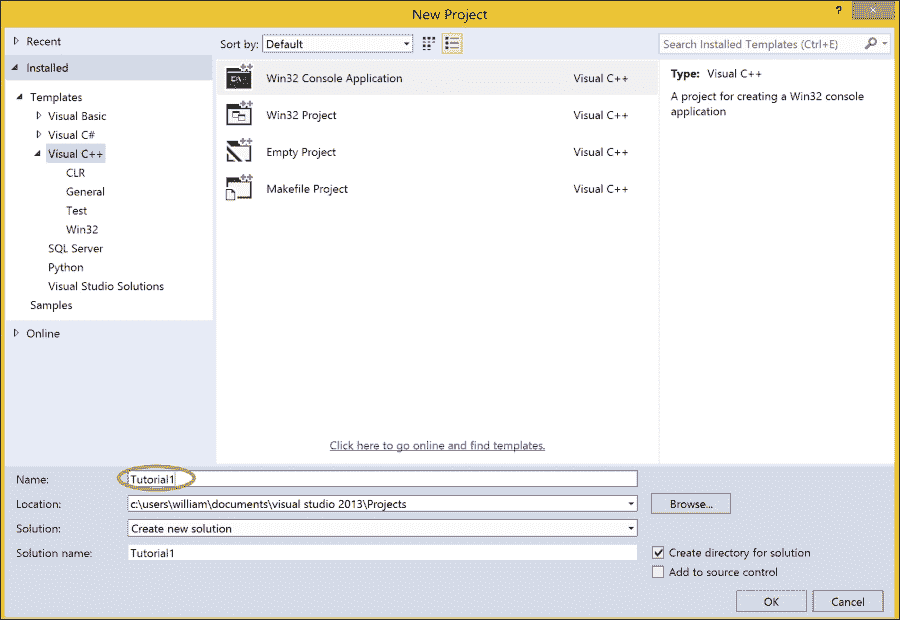 New Project
?
Recent
Installed
Templates
Visual Basic
Visual C#
Visual C++
CLR
General
Test
Win32
SQL Server
Python
Visual Studio Solutions
Samples
Online
Sort by: Default
Win32 Console Application Visual C++
Win32 Project Visual C++
Empty Project Visual C++
Makefile Project Visual C++
Click here to go online and find templates.
Search Installed Templates (Ctrl+E)
Type: Visual C++
A project for creating a Win32 console
application
Name: Tutorial1
Location: c:\users\william\documents\visual studio 2013\Projects
Browse...
Solution: Create new solution
Solution name: Tutorial1
Create directory for solution
Add to source control
OK Cancel